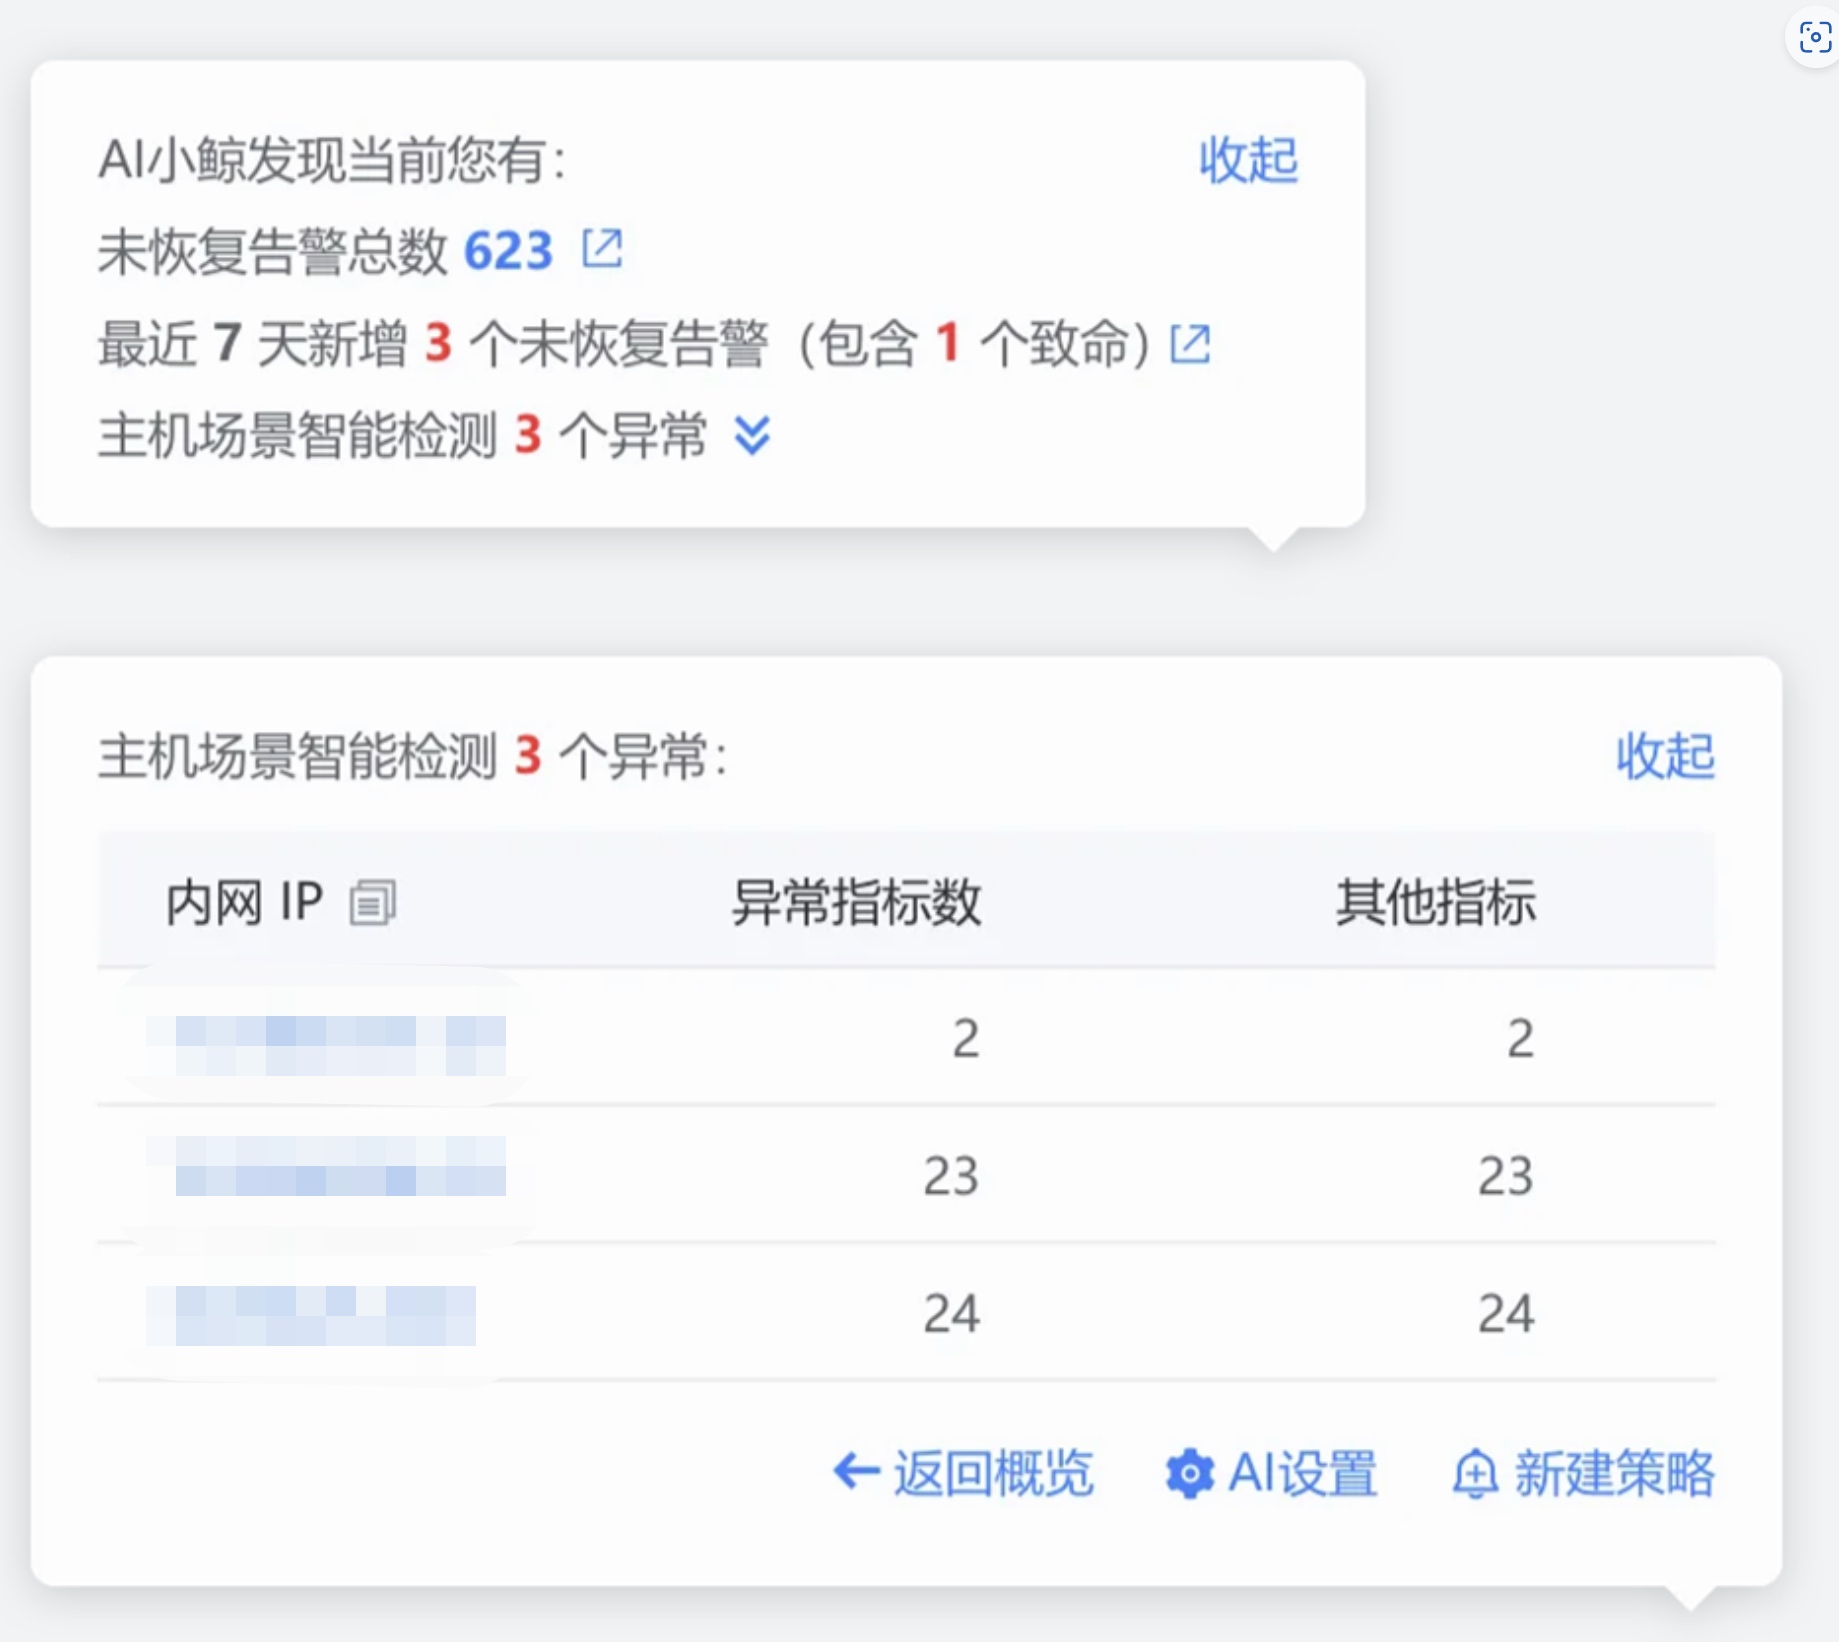 AI小鲸发现当前您有：
收起
未恢复告警总数 623
最近 7 天新增 3 个未恢复告警（包含 1 个致命）
主机场景智能检测 3 个异常
主机场景智能检测 3 个异常：
收起
内网 IP 异常指标数 其他指标
2 2
23 23
24 24
返回概览 AI设置 新建策略